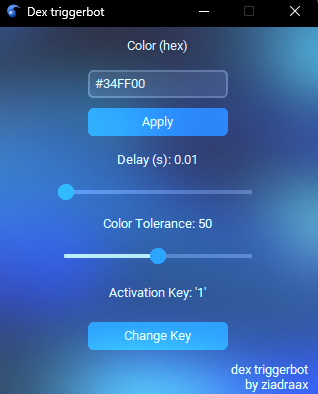 Dex triggerbot
Color (hex)
#34FF00
Apply
Delay (s): 0.01
Color Tolerance: 50
Activation Key: '1'
Change Key
dex triggerbot
by ziadraax